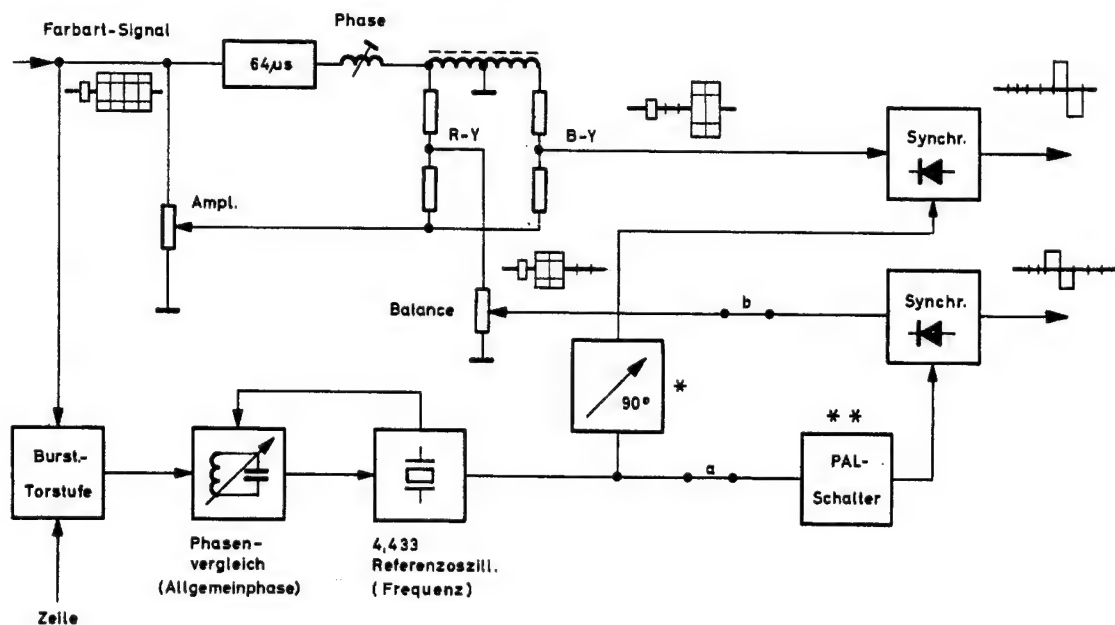 Farbart-Signal
Phase
64µs
R-Y
B-Y
Synchr.
Ampl.
Balance
b
Synchr.
90°
*
* *
Burst.-
Torstufe
a
PAL-
Schalter
Phasen-
vergleich
(Allgemeinphase)
4,433
Referenzoszill.
(Frequenz)
Zeile